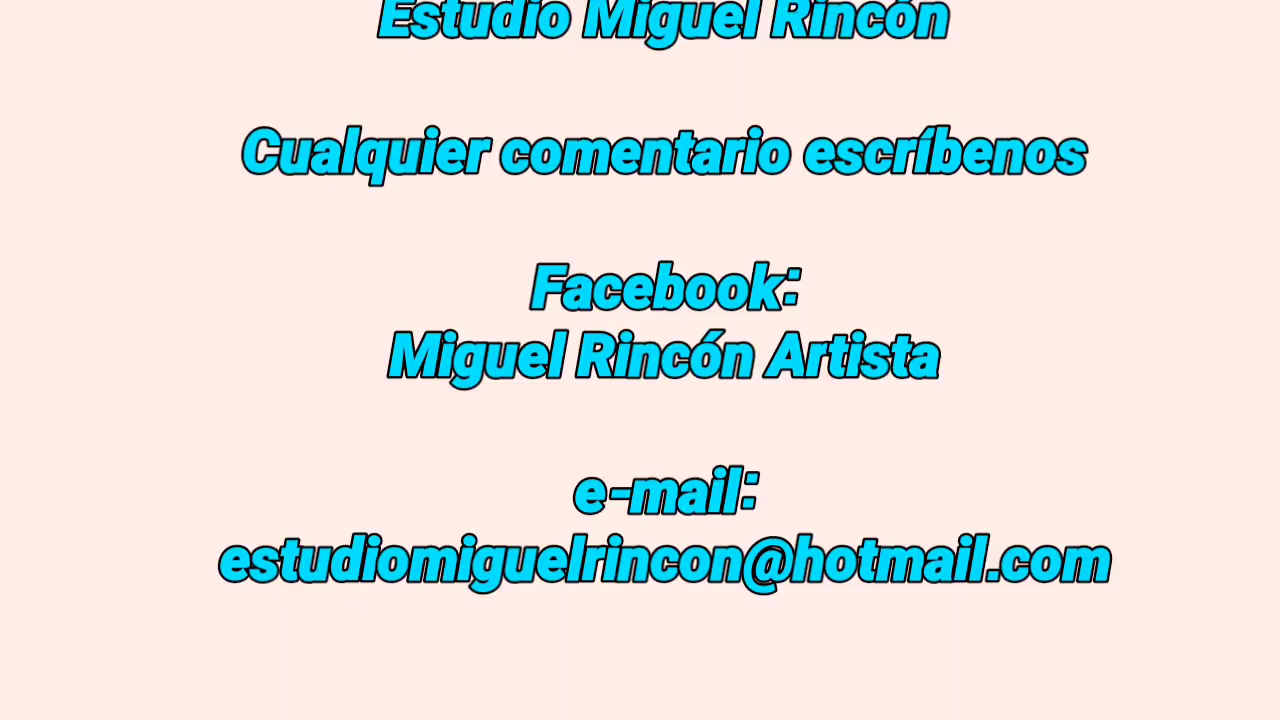 Estudio Miguel Rincón
Cualquier comentario escríbenos
Facebook:
Miguel Rincón Artista
e-mail:
estudiomiguelrincon@hotmail.com